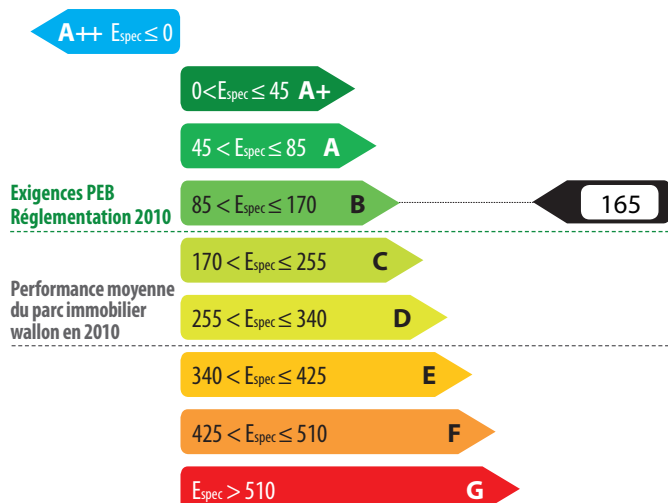 A++ Espec ≤ 0
0<Espec ≤ 45 A+
45 < Espec ≤ 85 A
Exigences PEB
Réglementation 2010
85 < Espec ≤ 170 B
165
170 < Espec ≤ 255 C
Performance moyenne
du parc immobilier
wallon en 2010
255 < Espec ≤ 340 D
340 < Espec ≤ 425 E
425 < Espec ≤ 510 F
Espec > 510 G